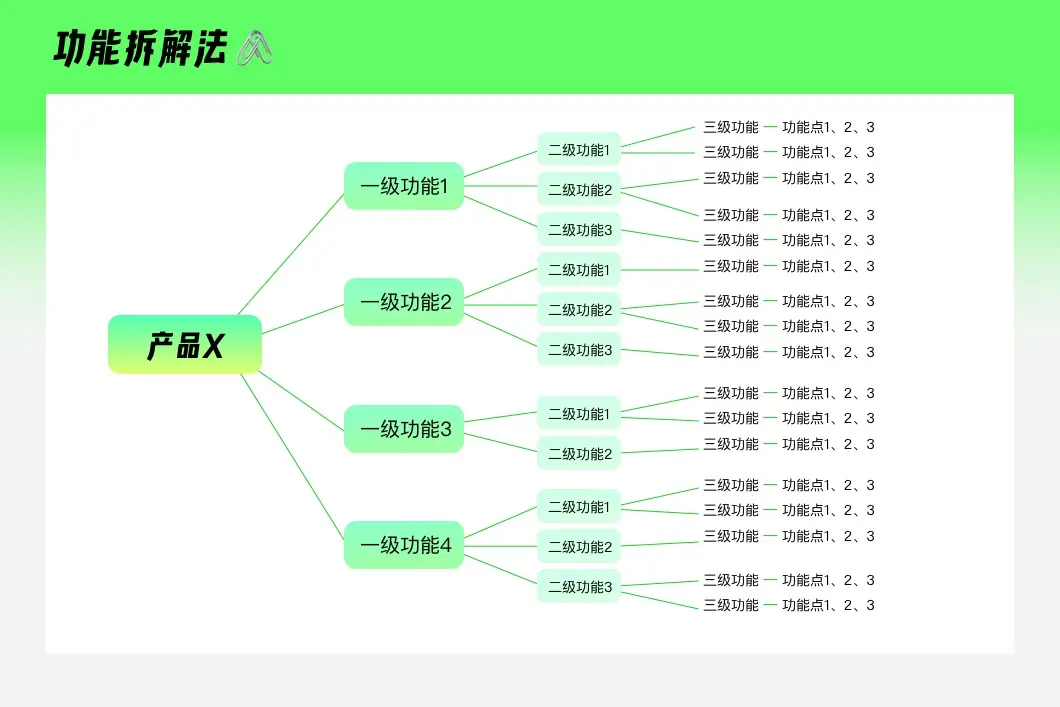 功能拆解法
产品X
一级功能1
二级功能1
三级功能 — 功能点1、2、3
三级功能 — 功能点1、2、3
二级功能2
三级功能 — 功能点1、2、3
三级功能 — 功能点1、2、3
二级功能3
三级功能 — 功能点1、2、3
一级功能2
二级功能1
三级功能 — 功能点1、2、3
二级功能2
三级功能 — 功能点1、2、3
三级功能 — 功能点1、2、3
二级功能3
三级功能 — 功能点1、2、3
一级功能3
二级功能1
三级功能 — 功能点1、2、3
三级功能 — 功能点1、2、3
二级功能2
三级功能 — 功能点1、2、3
一级功能4
二级功能1
三级功能 — 功能点1、2、3
三级功能 — 功能点1、2、3
二级功能2
三级功能 — 功能点1、2、3
二级功能3
三级功能 — 功能点1、2、3
三级功能 — 功能点1、2、3